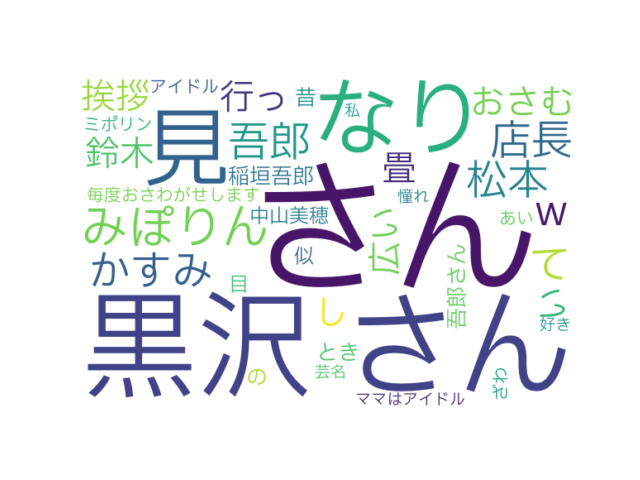 アイドル
挨拶
行っ
昔
なり
おさむ
ミポリン
見
私
吾郎
店長
鈴木
稲垣吾郎
畳
松本
さん
毎度おさわがせします
憧れ
みぽりん
中山美穂
広い
あい
w
かすみ
似
吾郎さん
て
目
黒沢
さん
し
う
好き
とき
の
芸名
ざわ
ママはアイドル